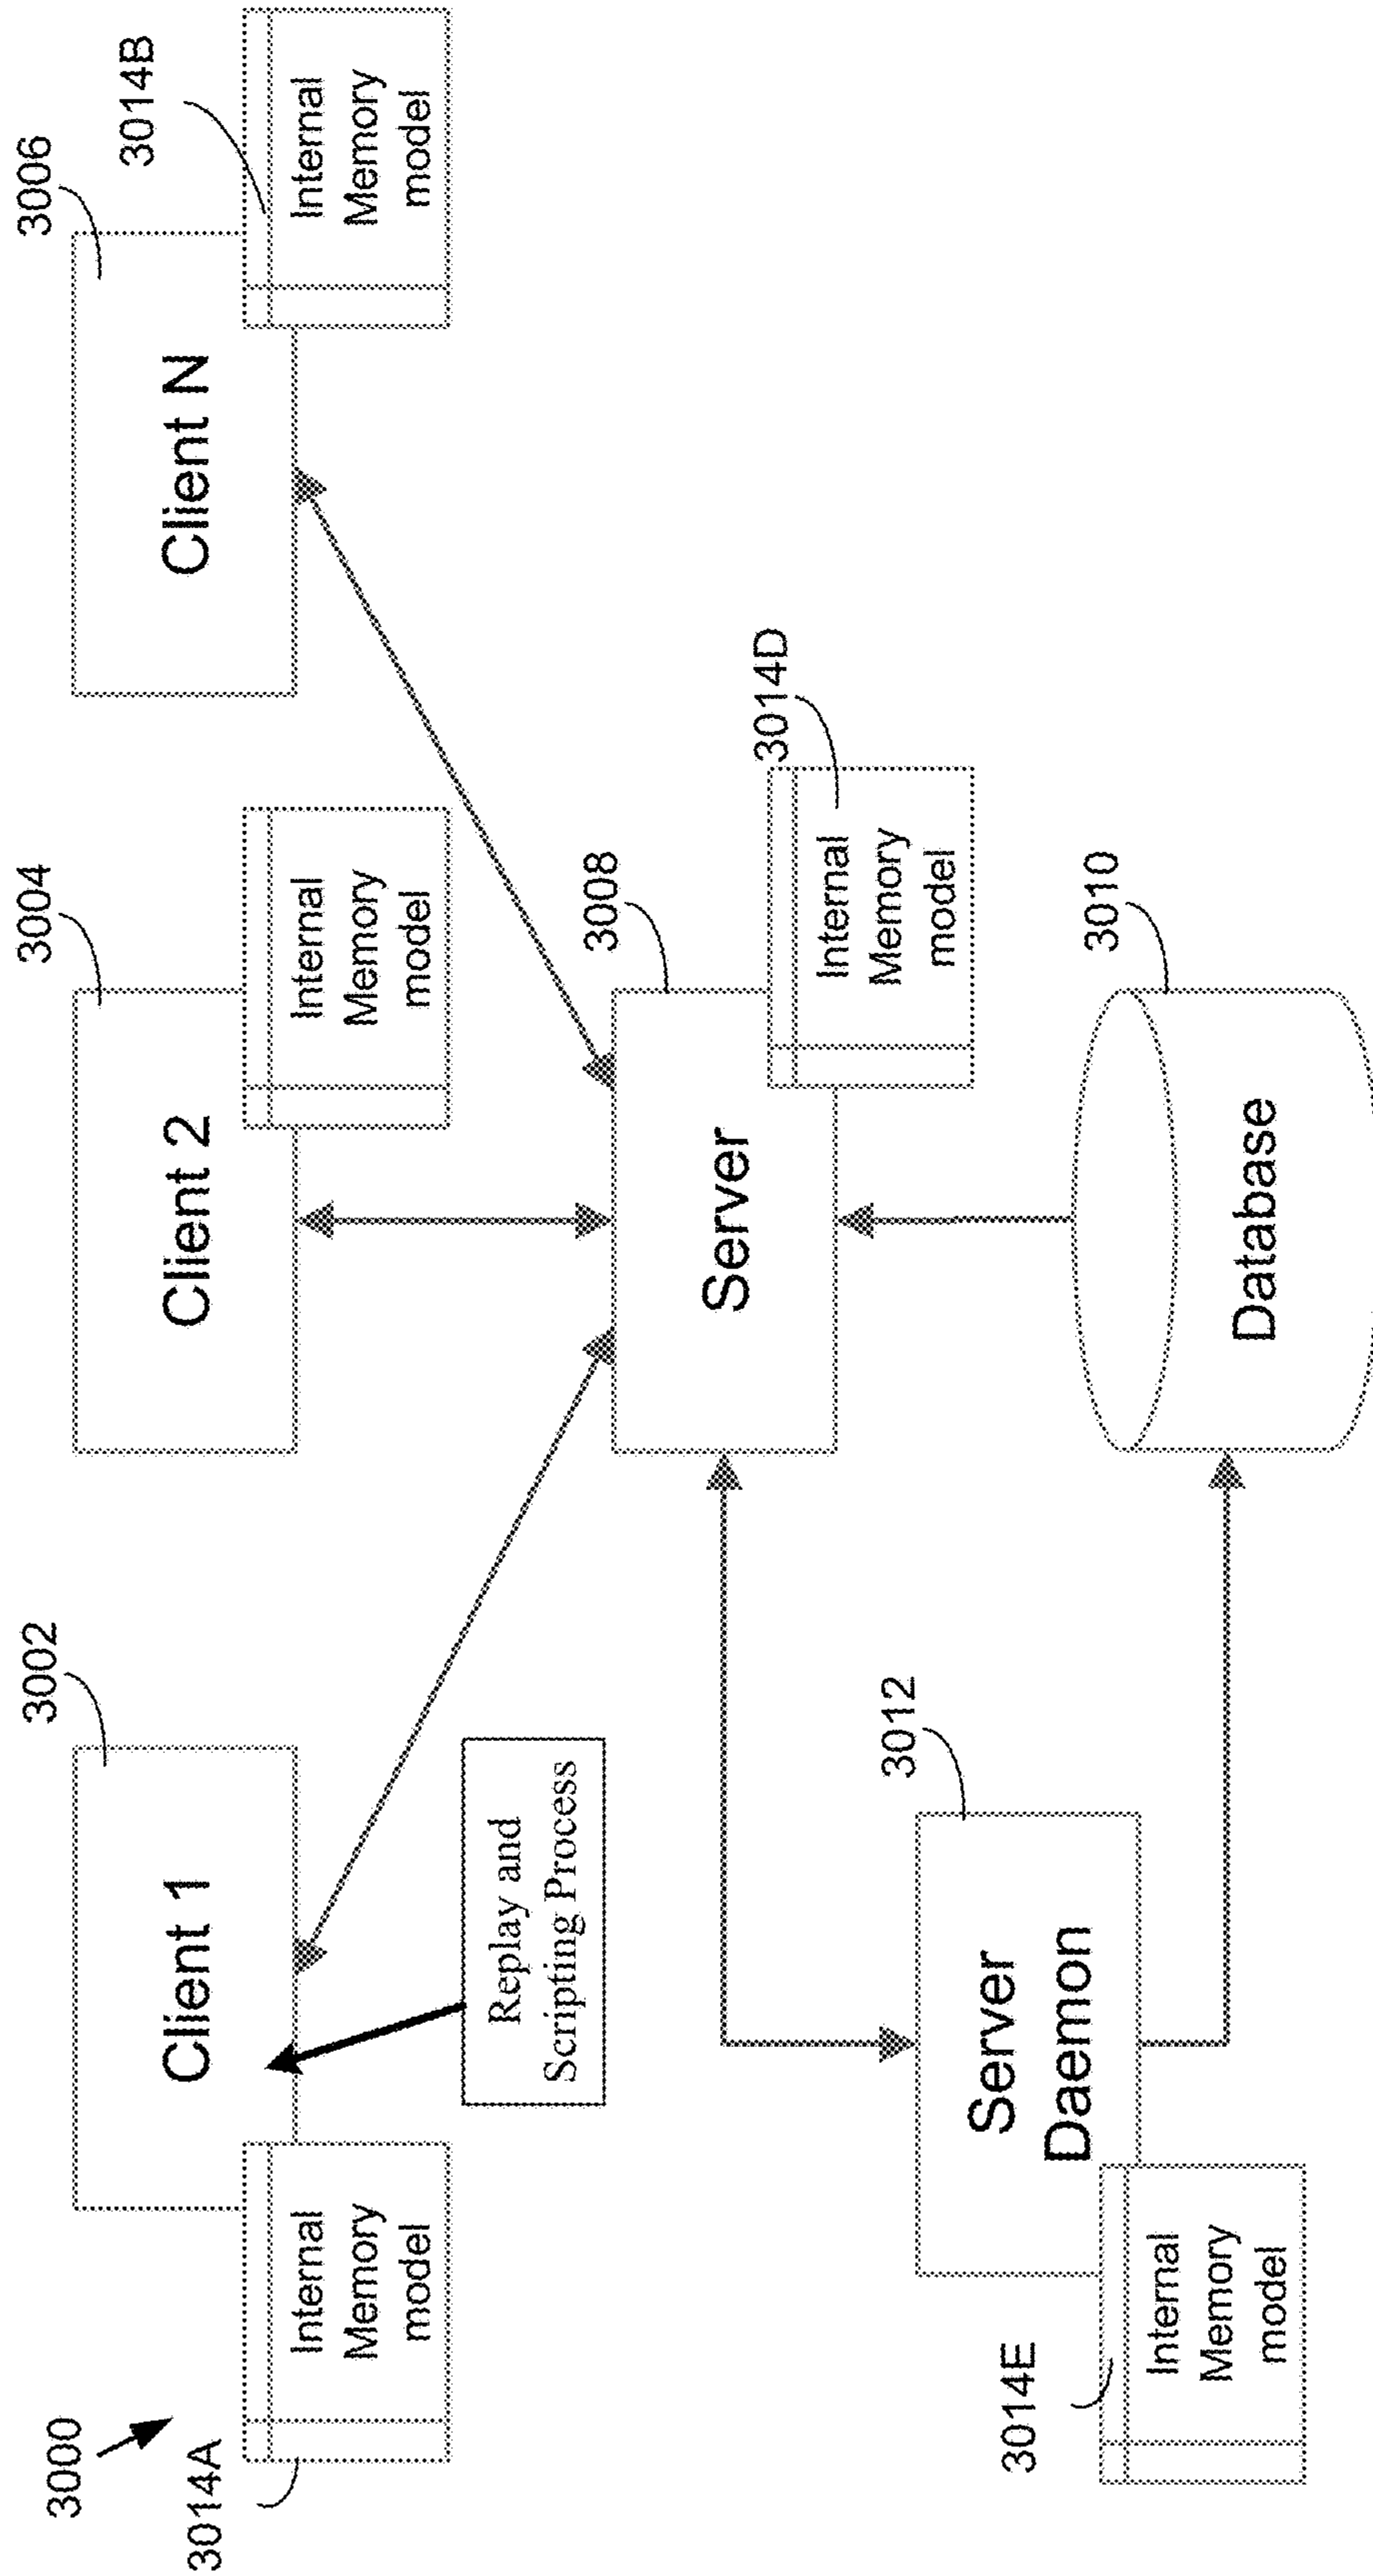 3000
3002
3004
3006
Client 1
Client 2
Client N
3014A
3014B
Internal
Memory
model
Internal
Memory
model
Internal
Memory
model
Replay and
Scripting Process
3008
Server
3014D
Internal
Memory
model
3012
Server
Daemon
3014E
Internal
Memory
model
3010
Database